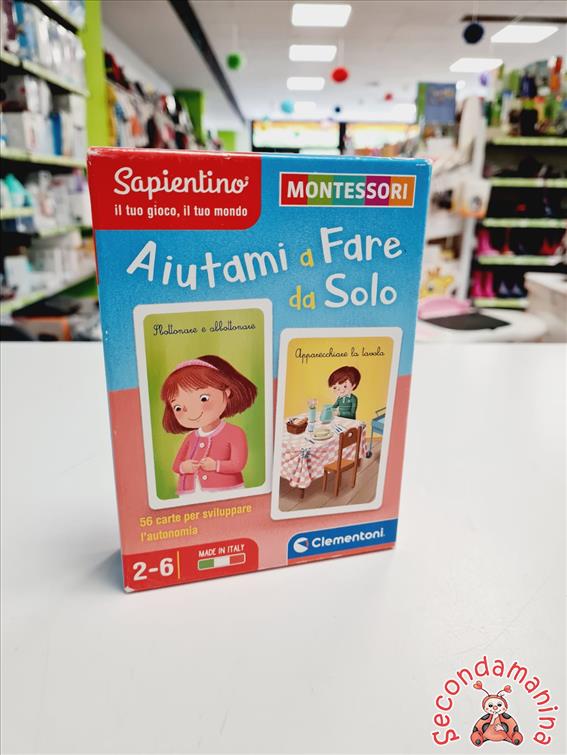 Sapientino®
il tuo gioco, il tuo mondo
MONTESSORI
Aiutami a Fare
da Solo
Sbottonare e abbottonare
Apparecchiare la tavola
56 carte per sviluppare
l'autonomia
2-6
MADE IN ITALY
Clementoni®
Secondamanina